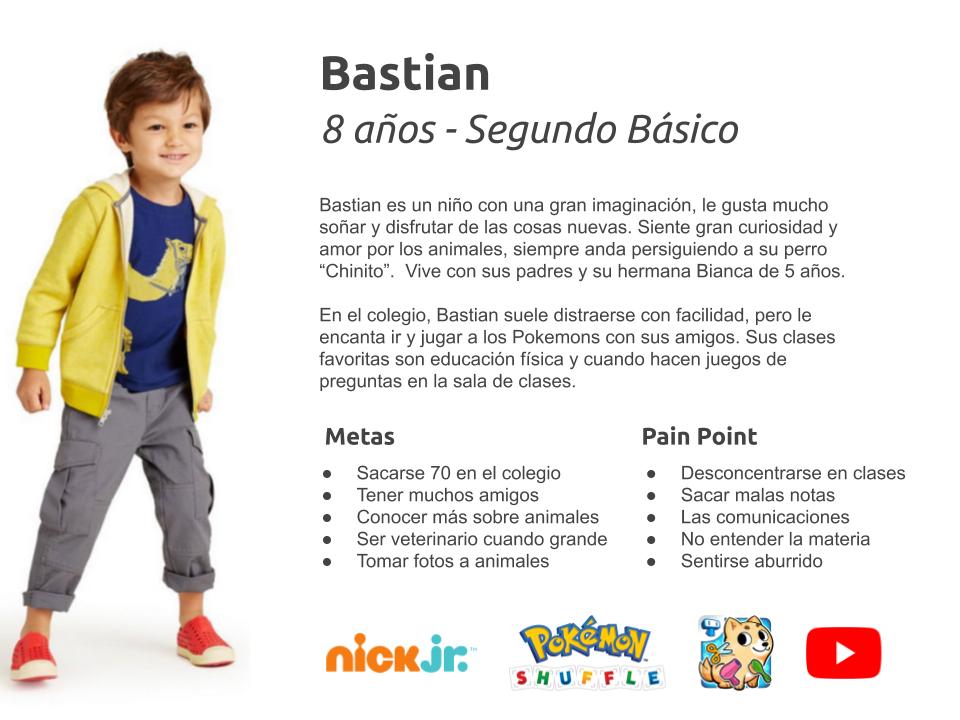 Bastian
8 años - Segundo Básico
Bastian es un niño con una gran imaginación, le gusta mucho
soñar y disfrutar de las cosas nuevas. Siente gran curiosidad y
amor por los animales, siempre anda persiguiendo a su perro
“Chinito”.  Vive con sus padres y su hermana Bianca de 5 años.
En el colegio, Bastian suele distraerse con facilidad, pero le
encanta ir y jugar a los Pokemons con sus amigos. Sus clases
favoritas son educación física y cuando hacen juegos de
preguntas en la sala de clases.
Metas
● Sacarse 70 en el colegio
● Tener muchos amigos
● Conocer más sobre animales
● Ser veterinario cuando grande
● Tomar fotos a animales
Pain Point
● Desconcentrarse en clases
● Sacar malas notas
● Las comunicaciones
● No entender la materia
● Sentirse aburrido
nick jr.™
POKÉMON
SHUFFLE